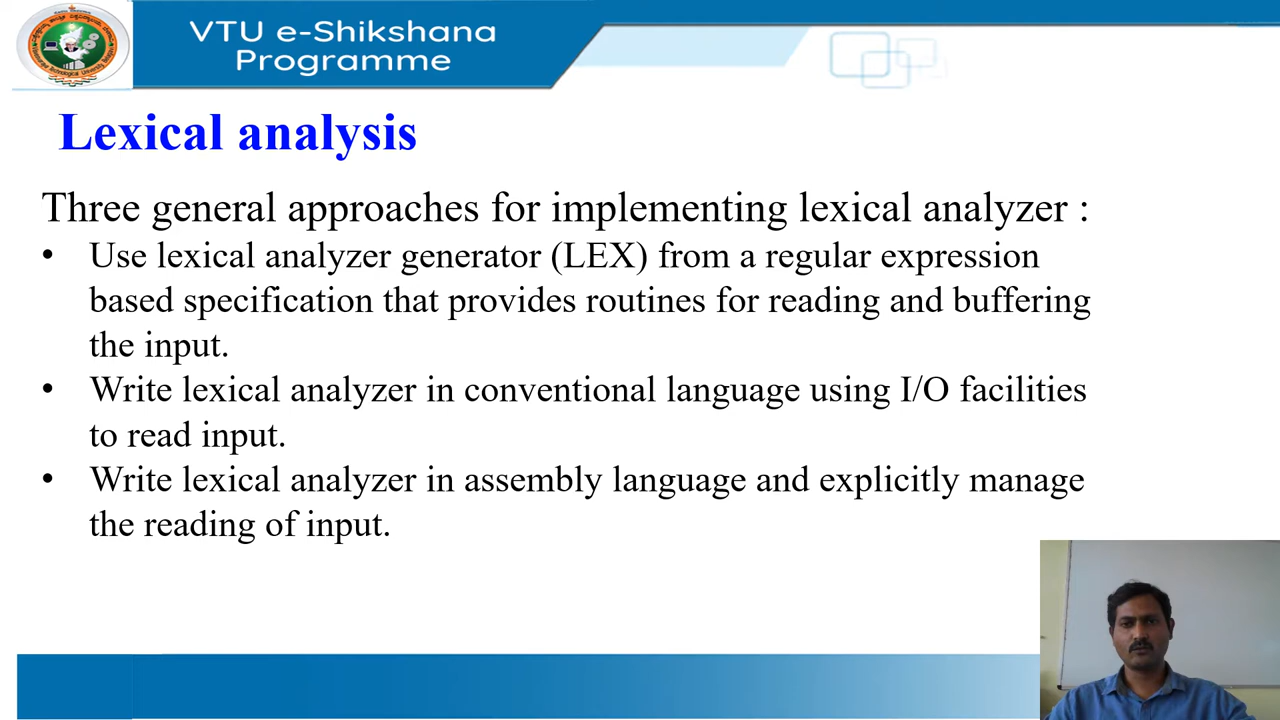 VTU e-Shikshana
Programme
Lexical analysis
Three general approaches for implementing lexical analyzer :
• Use lexical analyzer generator (LEX) from a regular expression
based specification that provides routines for reading and buffering
the input.
• Write lexical analyzer in conventional language using I/O facilities
to read input.
• Write lexical analyzer in assembly language and explicitly manage
the reading of input.